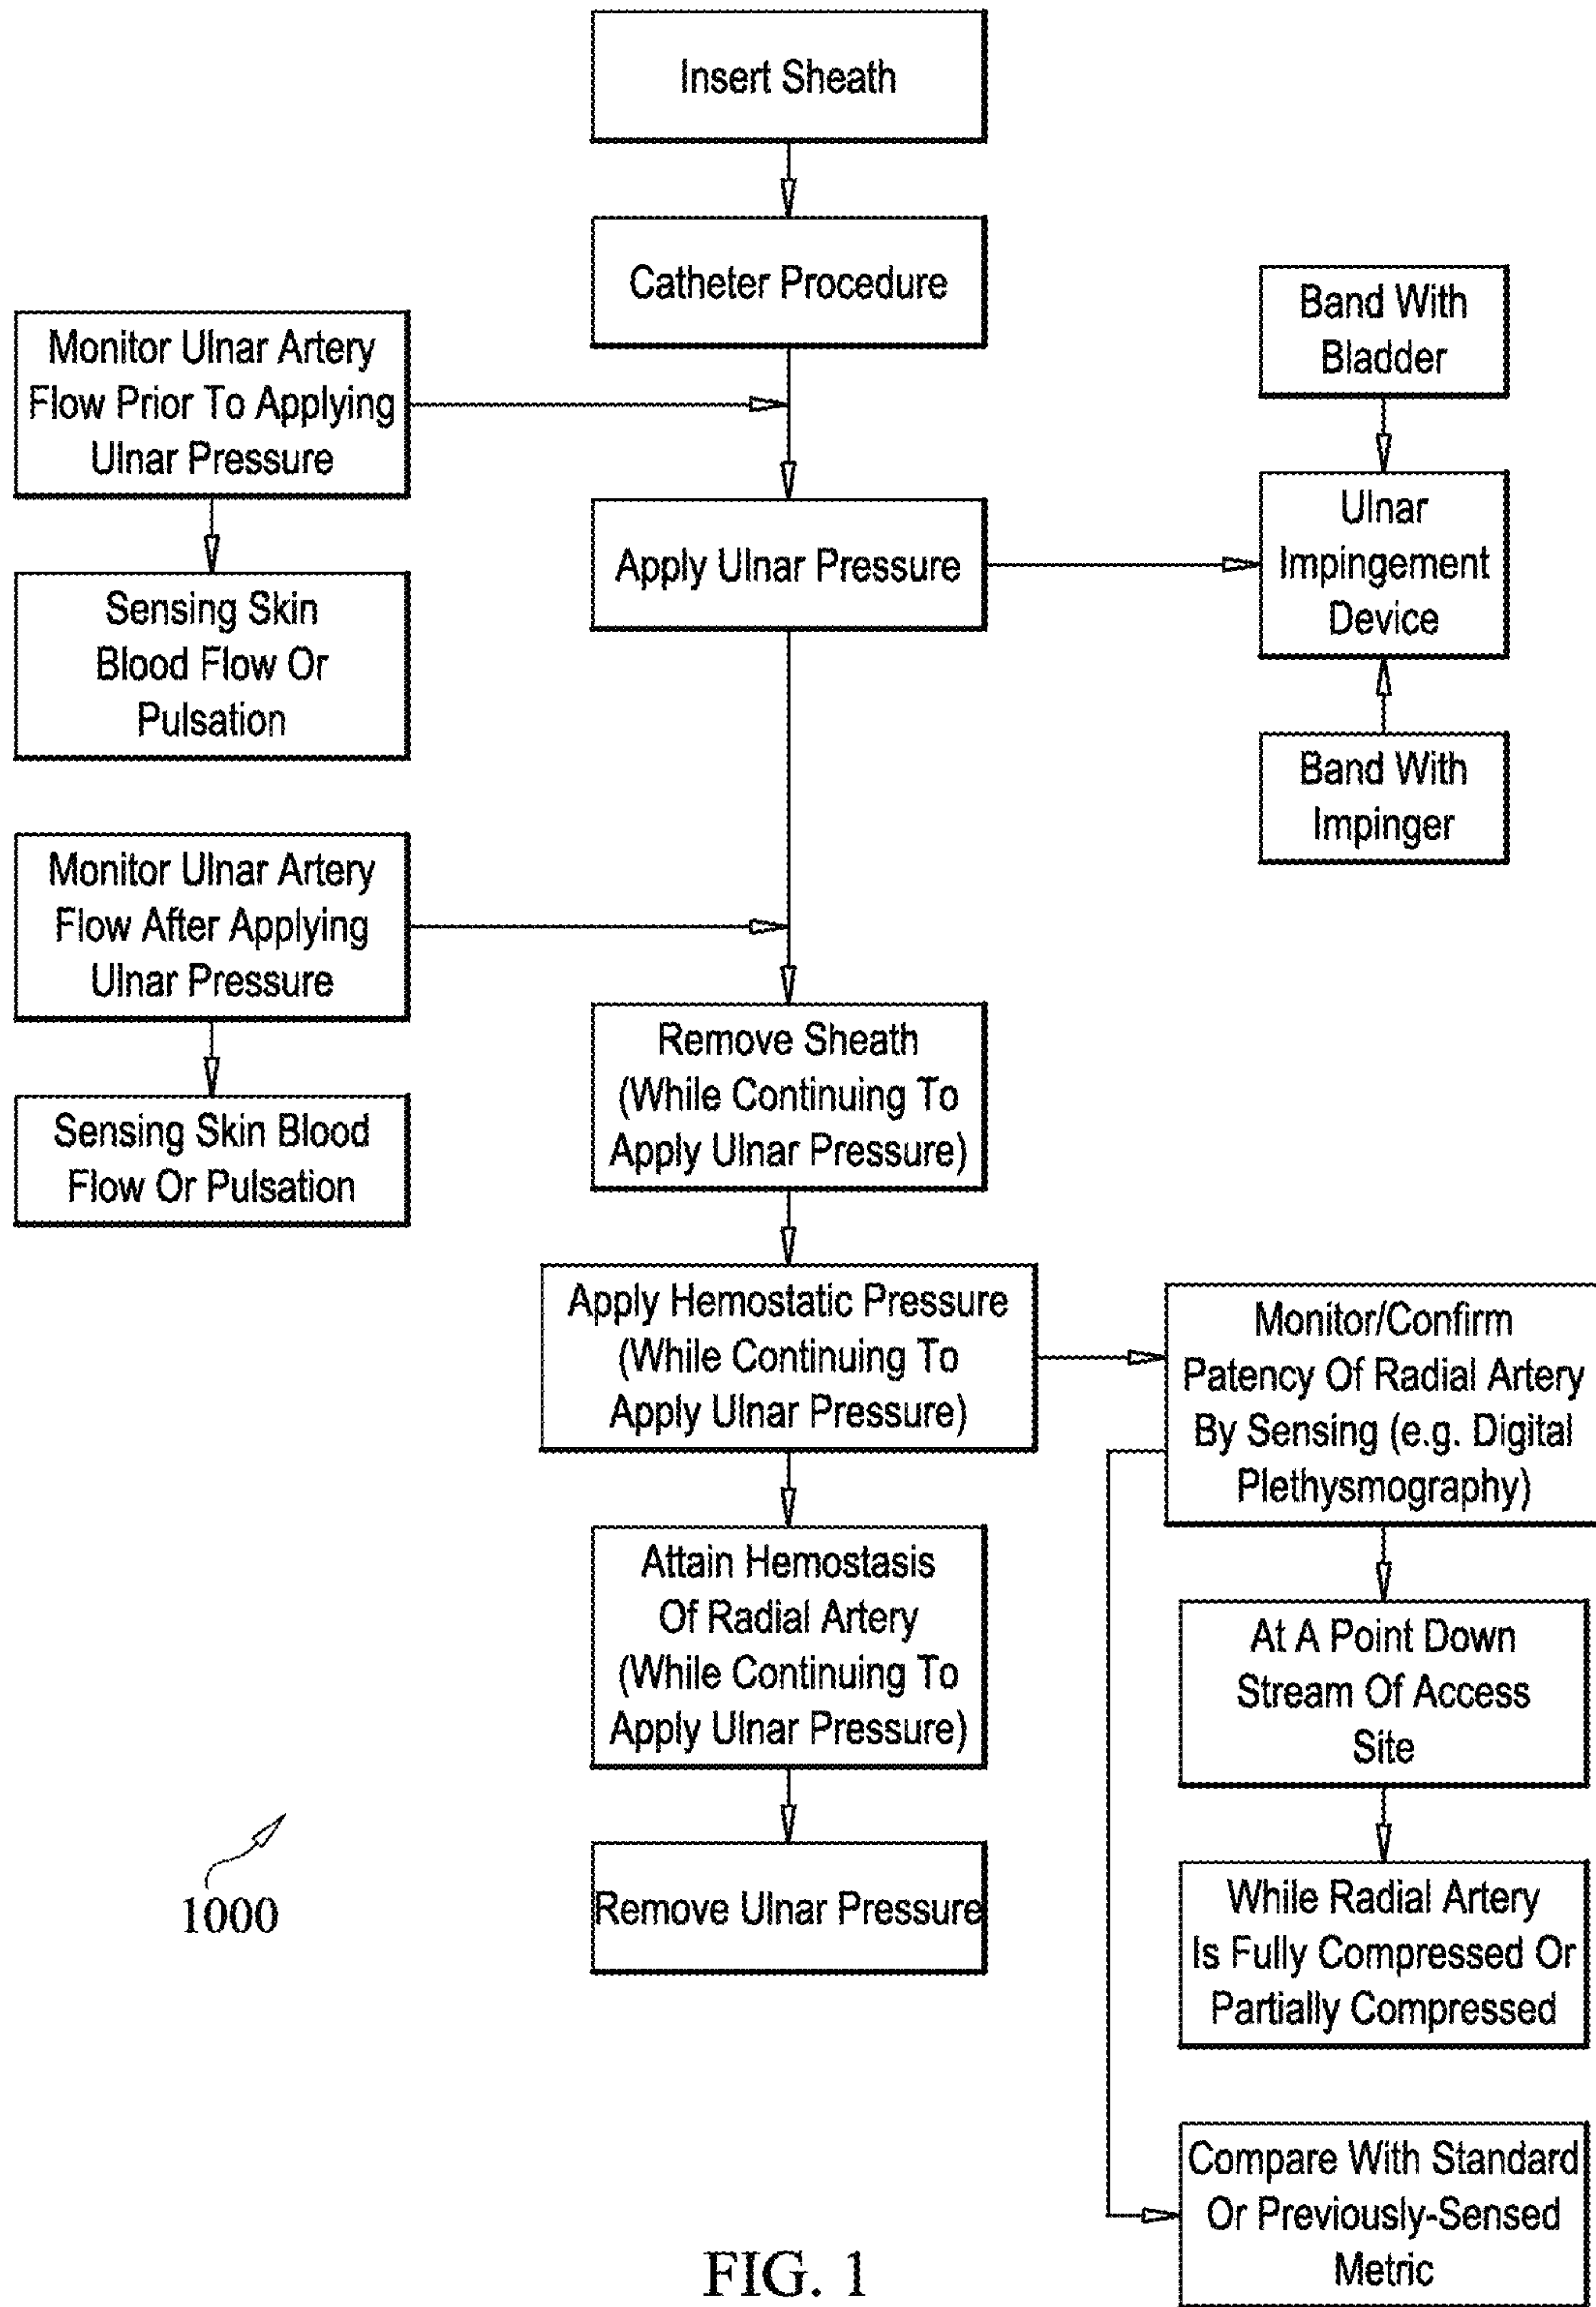 Insert Sheath
Catheter Procedure
Monitor Ulnar Artery
Flow Prior To Applying
Ulnar Pressure
Band With
Bladder
Sensing Skin
Blood Flow Or
Pulsation
Apply Ulnar Pressure
Ulnar
Impingement
Device
Band With
Impinger
Monitor Ulnar Artery
Flow After Applying
Ulnar Pressure
Sensing Skin Blood
Flow Or Pulsation
Remove Sheath
(While Continuing To
Apply Ulnar Pressure)
Apply Hemostatic Pressure
(While Continuing To
Apply Ulnar Pressure)
Monitor/Confirm
Patency Of Radial Artery
By Sensing (e.g. Digital
Plethysmography)
Attain Hemostasis
Of Radial Artery
(While Continuing To
Apply Ulnar Pressure)
At A Point Down
Stream Of Access
Site
Remove Ulnar Pressure
While Radial Artery
Is Fully Compressed Or
Partially Compressed
1000
Compare With Standard
Or Previously-Sensed
Metric
FIG. 1